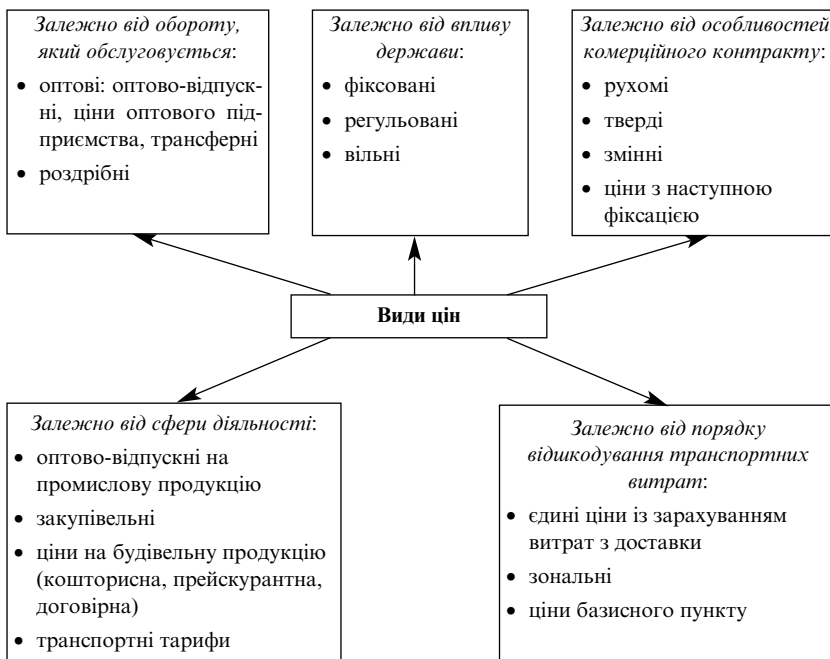 Залежно від обороту,
який обслуговується:
• оптові: оптово-відпуск-
ні, ціни оптового під-
приємства, трансферні
• роздрібні
Залежно від впливу
держави:
• фіксовані
• регульовані
• вільні
Залежно від особливостей
комерційного контракту:
• рухомі
• тверді
• змінні
• ціни з наступною
фіксацією
Види цін
Залежно від сфери діяльності:
• оптово-відпускні на
промислову продукцію
• закупівельні
• ціни на будівельну продукцію
(кошторисна, прейскурантна,
договірна)
• транспортні тарифи
Залежно від порядку
відшкодування транспортних
витрат:
• єдині ціни із зарахуванням
витрат з доставки
• зональні
• ціни базисного пункту